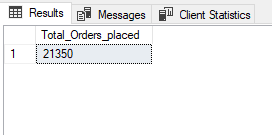 Results Messages Client Statistics
Total_Orders_placed
1 21350